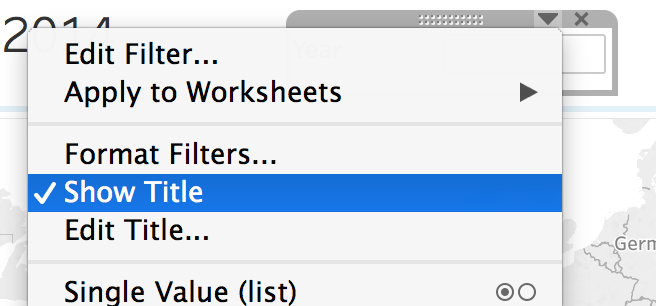 2014
Year
Edit Filter...
Apply to Worksheets
Format Filters...
Show Title
Edit Title...
Single Value (list)
Germ